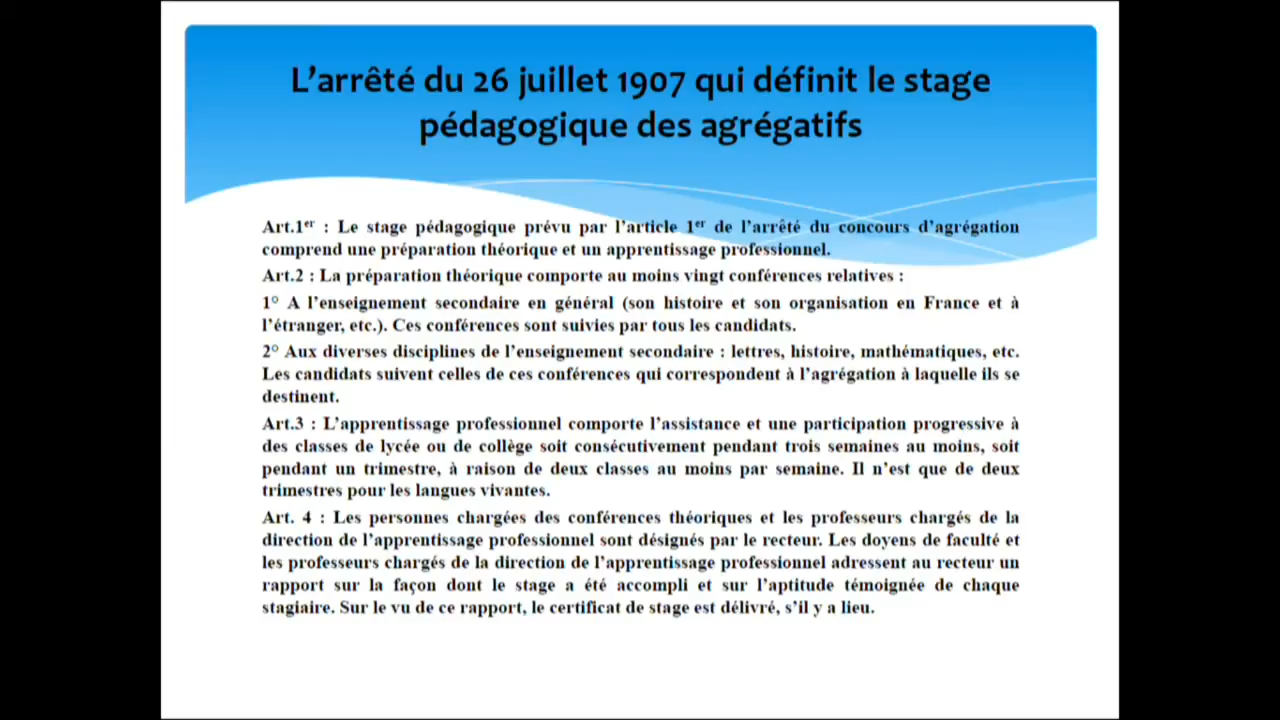 L’arrêté du 26 juillet 1907 qui définit le stage
pédagogique des agrégatifs
Art.1er : Le stage pédagogique prévu par l’article 1er de l’arrêté du concours d’agrégation
comprend une préparation théorique et un apprentissage professionnel.
Art.2 : La préparation théorique comporte au moins vingt conférences relatives :
1° A l’enseignement secondaire en général (son histoire et son organisation en France et à
l’étranger, etc.). Ces conférences sont suivies par tous les candidats.
2° Aux diverses disciplines de l’enseignement secondaire : lettres, histoire, mathématiques, etc.
Les candidats suivent celles de ces conférences qui correspondent à l’agrégation à laquelle ils se
destinent.
Art.3 : L’apprentissage professionnel comporte l’assistance et une participation progressive à
des classes de lycée ou de collège soit consécutivement pendant trois semaines au moins, soit
pendant un trimestre, à raison de deux classes au moins par semaine. Il n’est que de deux
trimestres pour les langues vivantes.
Art. 4 : Les personnes chargées des conférences théoriques et les professeurs chargés de la
direction de l’apprentissage professionnel sont désignés par le recteur. Les doyens de faculté et
les professeurs chargés de la direction de l’apprentissage professionnel adressent au recteur un
rapport sur la façon dont le stage a été accompli et sur l’aptitude témoignée de chaque
stagiaire. Sur le vu de ce rapport, le certificat de stage est délivré, s’il y a lieu.